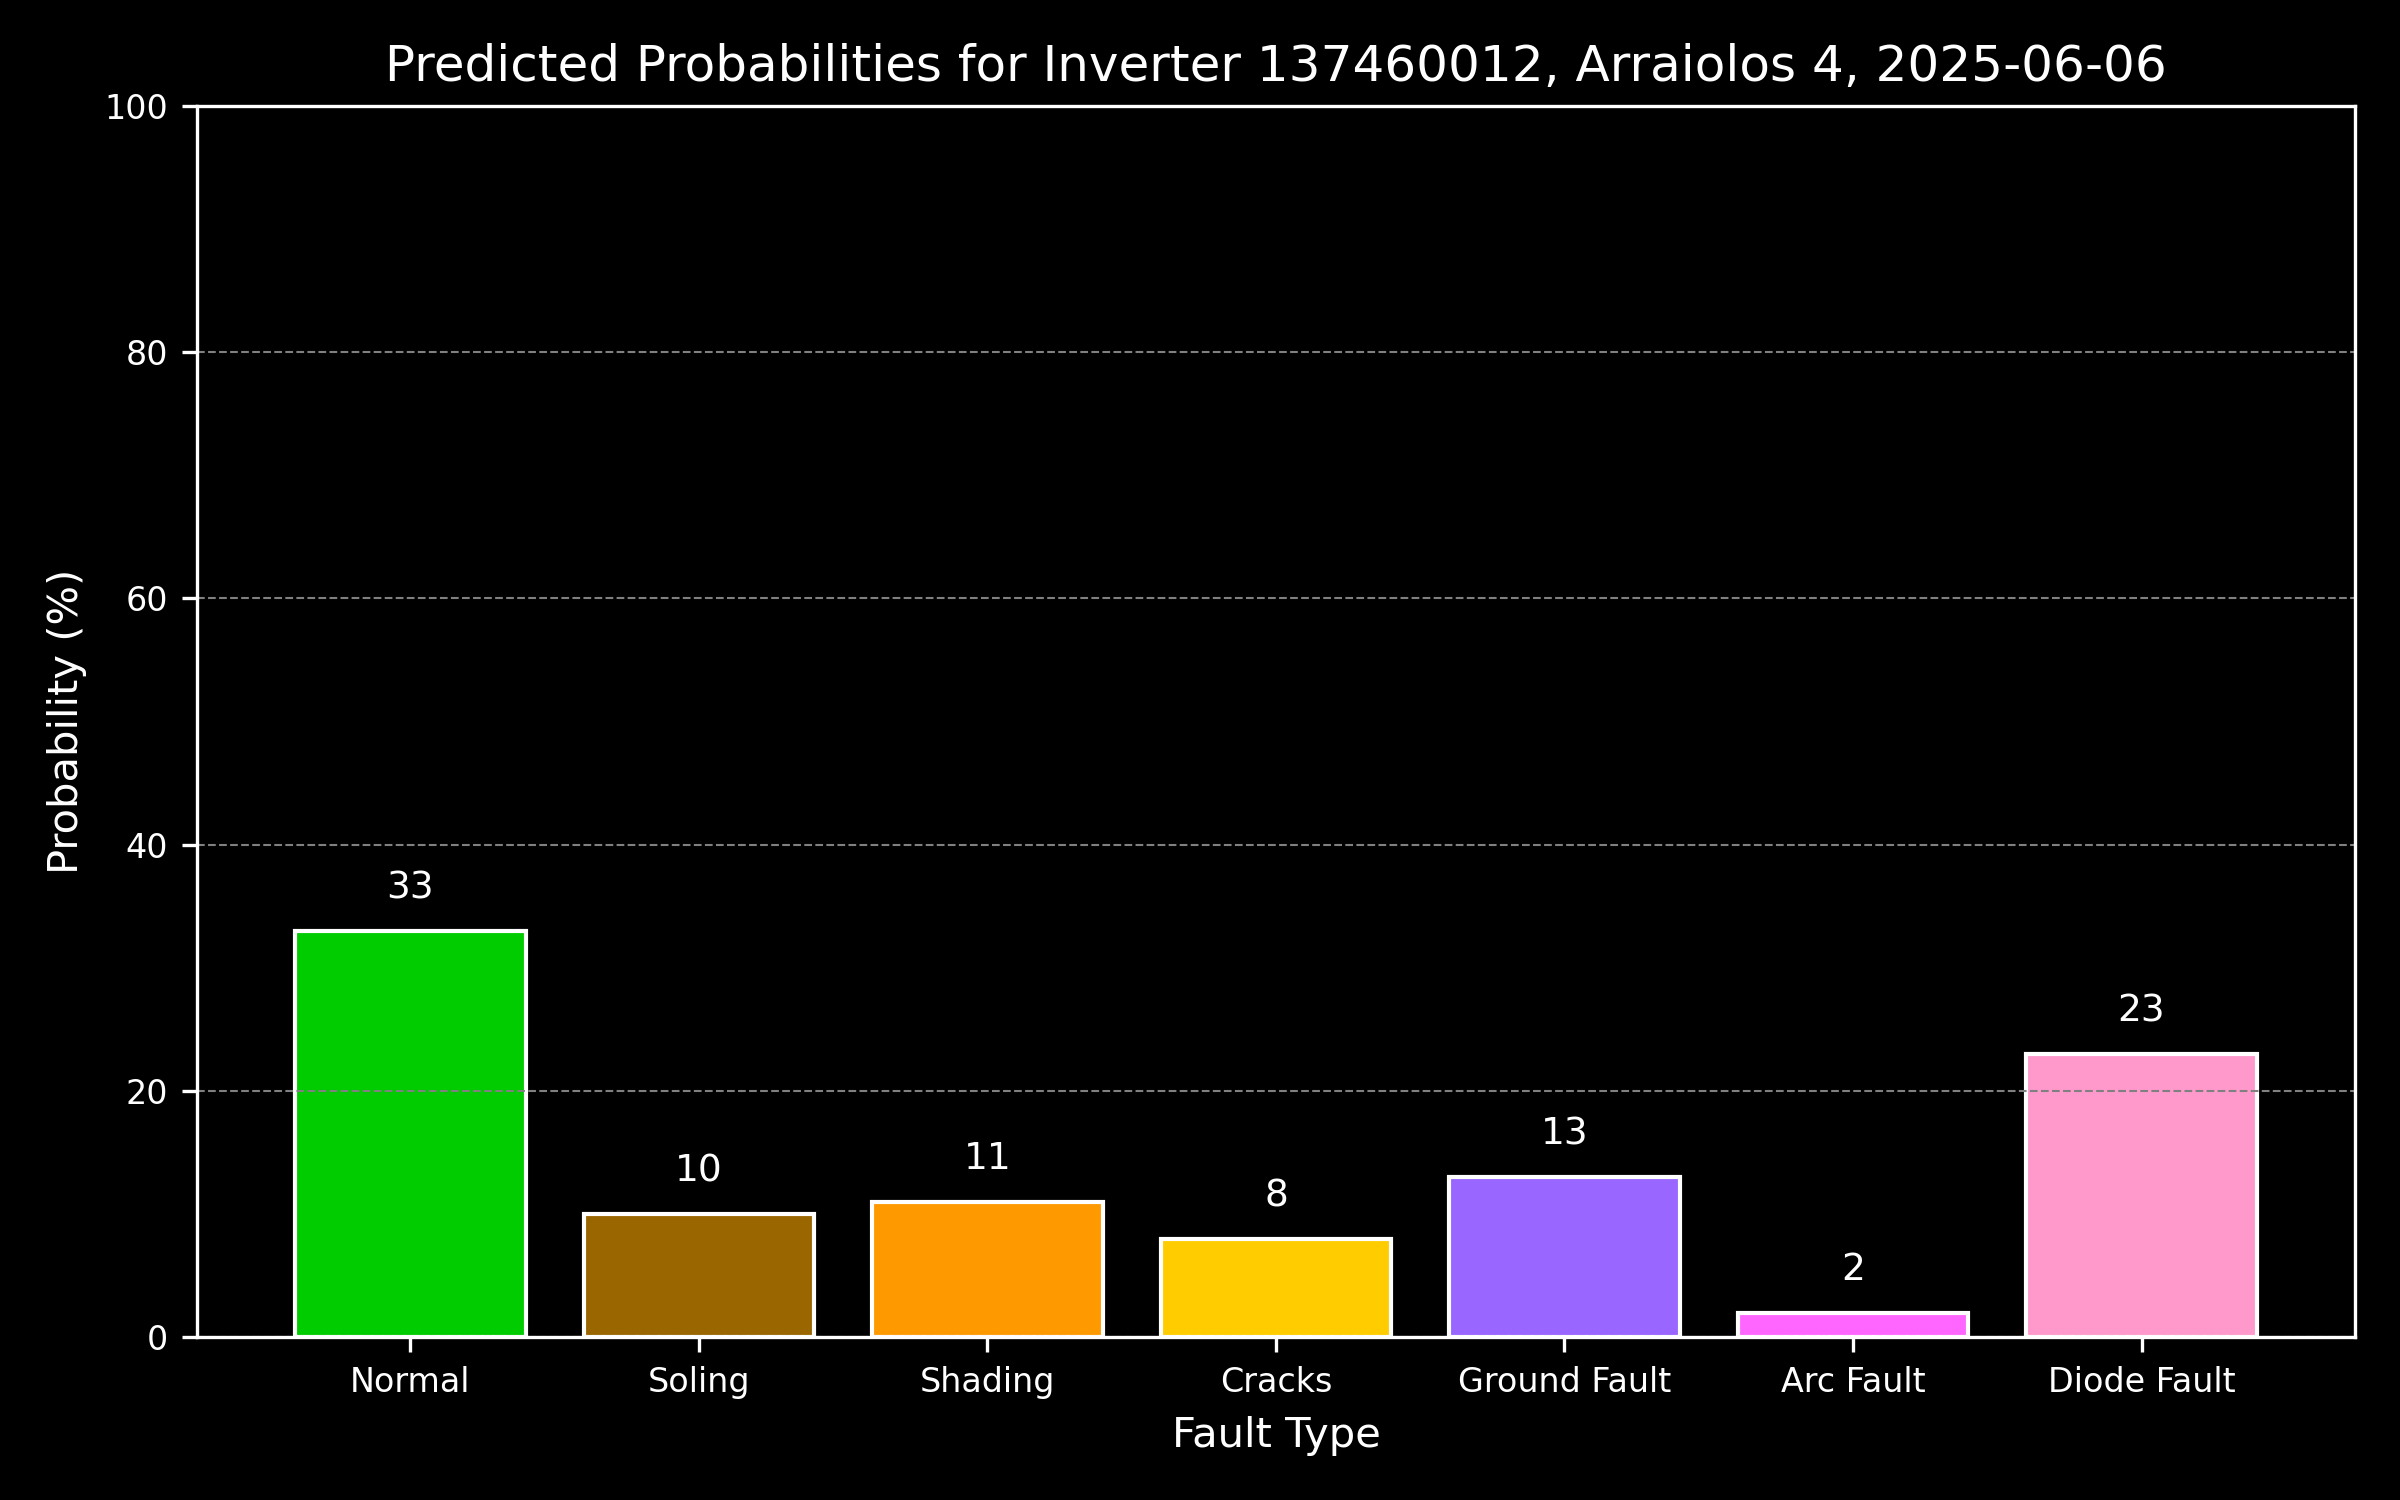 Predicted Probabilities for Inverter 137460012, Arraiolos 4, 2025-06-06
Probability (%)
100
80
60
40
20
0
33
10
11
8
13
2
23
Normal
Soling
Shading
Cracks
Ground Fault
Arc Fault
Diode Fault
Fault Type